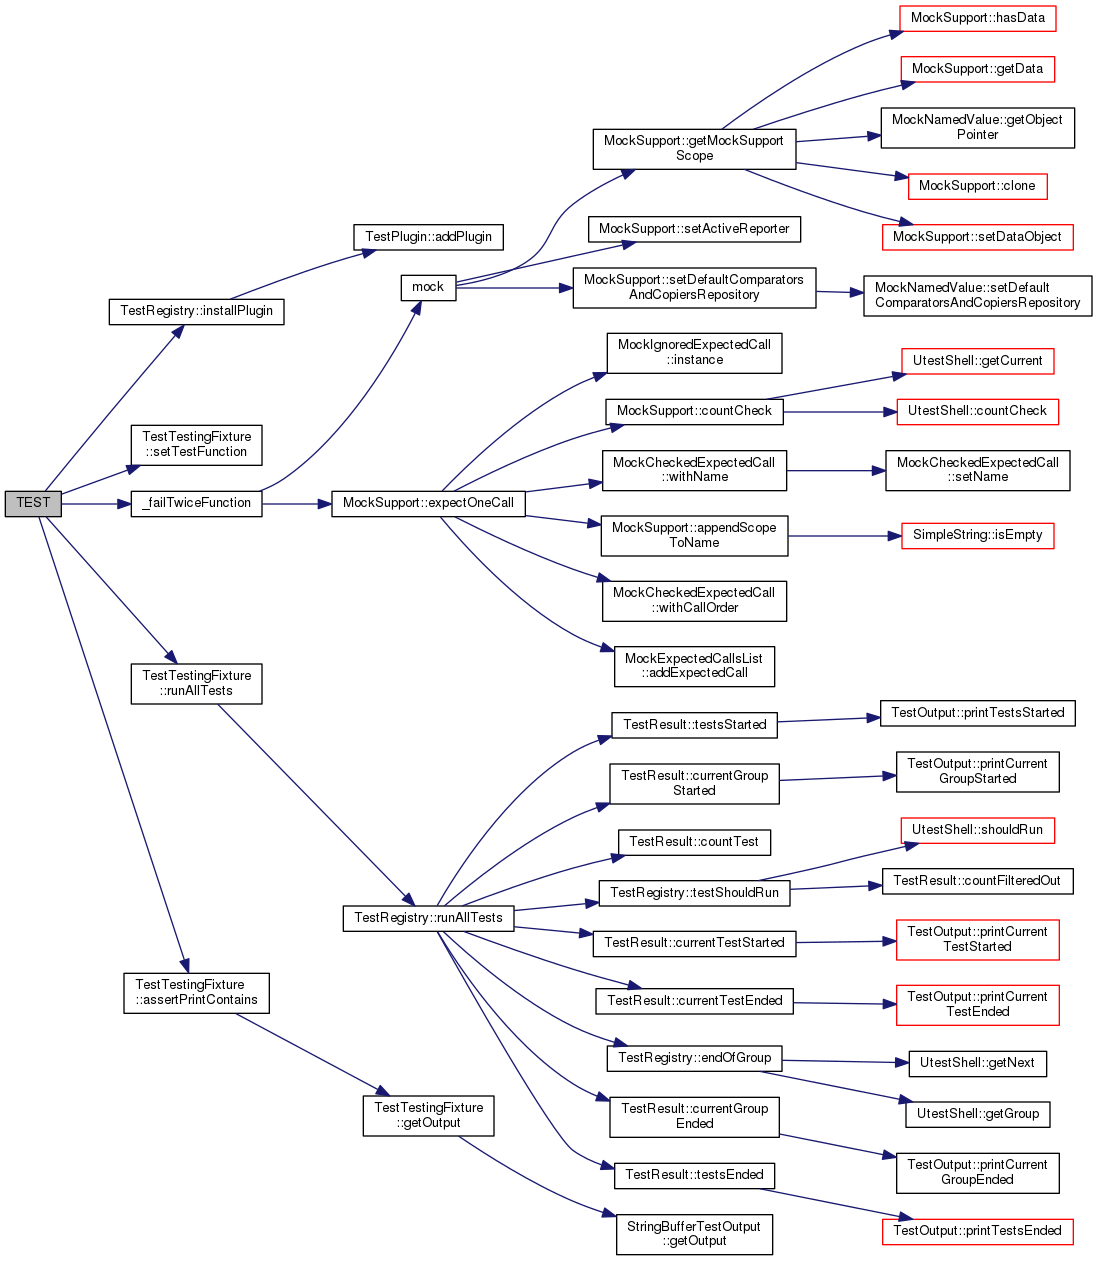 TEST
TestRegistry::installPlugin
TestPlugin::addPlugin
TestTestingFixture
::setTestFunction
_failTwiceFunction
mock
MockSupport::getMockSupport
Scope
MockSupport::hasData
MockSupport::getData
MockNamedValue::getObject
Pointer
MockSupport::clone
MockSupport::setDataObject
MockSupport::setActiveReporter
MockSupport::setDefaultComparators
AndCopiersRepository
MockNamedValue::setDefault
ComparatorsAndCopiersRepository
MockSupport::expectOneCall
MockIgnoredExpectedCall
::instance
MockSupport::countCheck
UtestShell::getCurrent
UtestShell::countCheck
MockCheckedExpectedCall
::withName
MockCheckedExpectedCall
::setName
MockSupport::appendScope
ToName
SimpleString::isEmpty
MockCheckedExpectedCall
::withCallOrder
MockExpectedCallsList
::addExpectedCall
TestTestingFixture
::runAllTests
TestRegistry::runAllTests
TestResult::testsStarted
TestOutput::printTestsStarted
TestResult::currentGroup
Started
TestOutput::printCurrent
GroupStarted
TestResult::countTest
TestRegistry::testShouldRun
UtestShell::shouldRun
TestResult::countFilteredOut
TestResult::currentTestStarted
TestOutput::printCurrent
TestStarted
TestResult::currentTestEnded
TestOutput::printCurrent
TestEnded
TestRegistry::endOfGroup
UtestShell::getNext
UtestShell::getGroup
TestResult::currentGroup
Ended
TestOutput::printCurrent
GroupEnded
TestResult::testsEnded
TestOutput::printTestsEnded
TestTestingFixture
::assertPrintContains
TestTestingFixture
::getOutput
StringBufferTestOutput
::getOutput